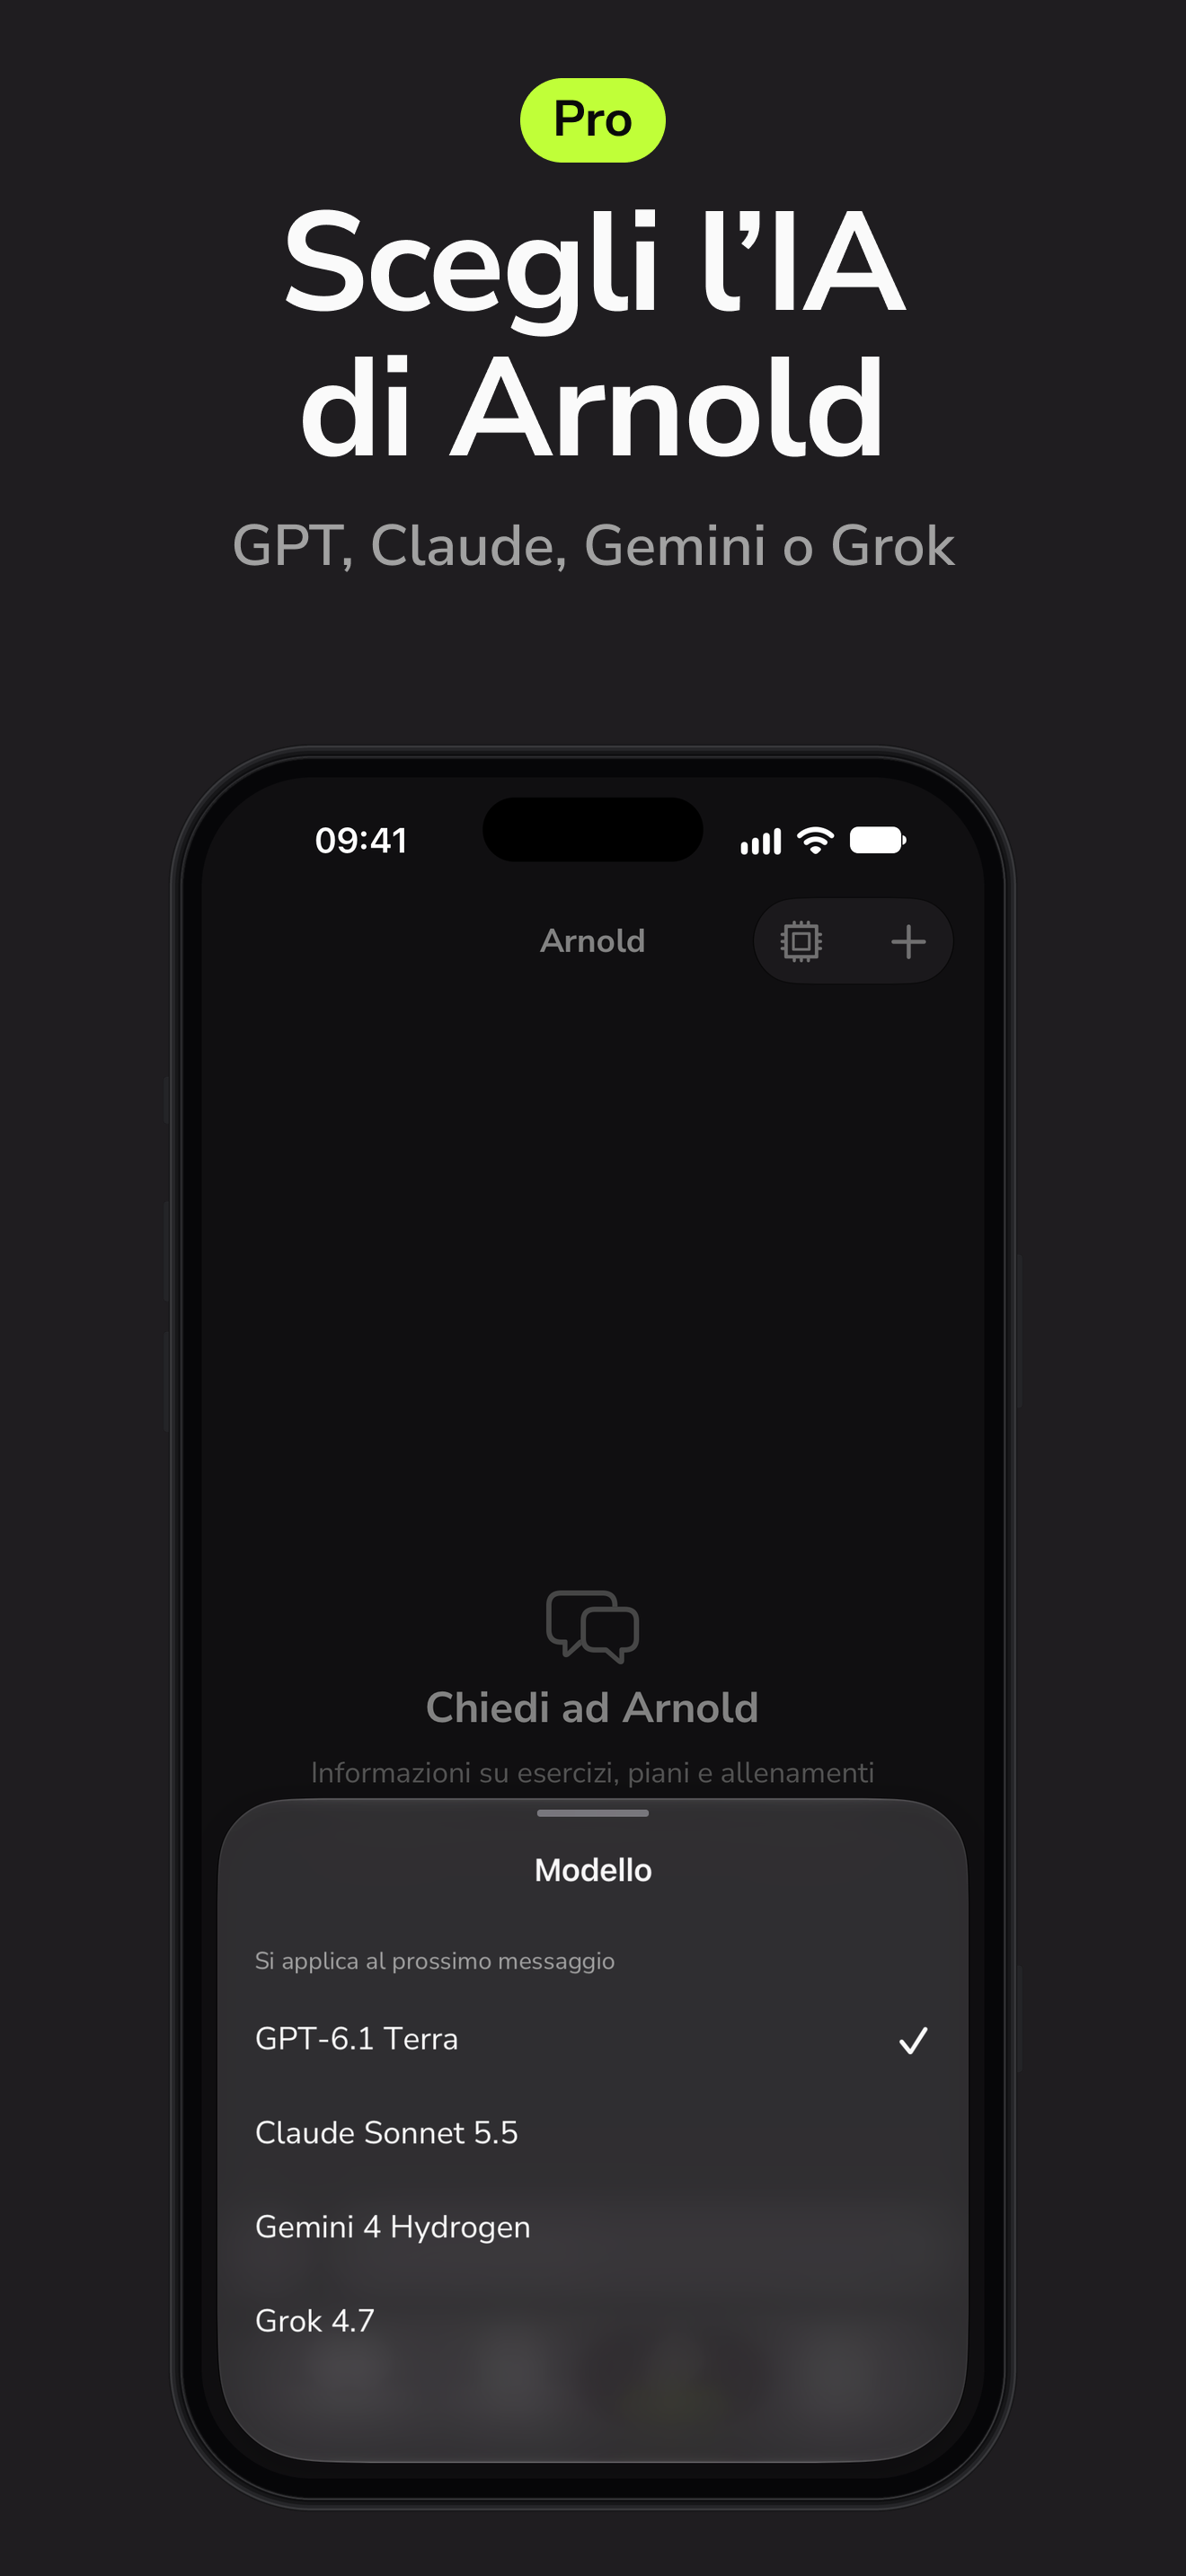 Pro
Scegli l’IA
di Arnold
GPT, Claude, Gemini o Grok
09:41
Arnold
Chiedi ad Arnold
Informazioni su esercizi, piani e allenamenti
Modello
Si applica al prossimo messaggio
GPT-6.1 Terra
Claude Sonnet 5.5
Gemini 4 Hydrogen
Grok 4.7